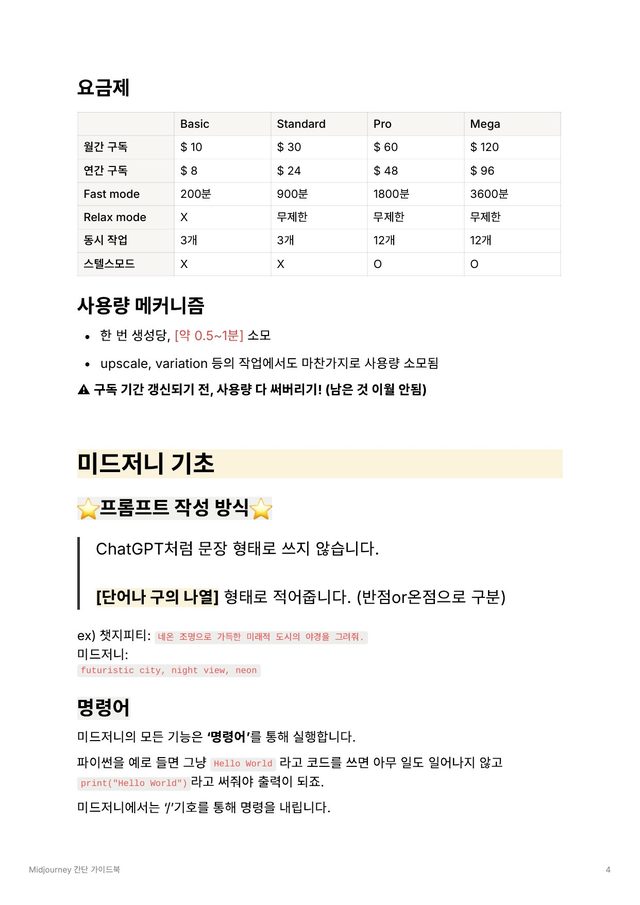 요금제
Basic Standard Pro Mega
월간 구독 $ 10 $ 30 $ 60 $ 120
연간 구독 $ 8 $ 24 $ 48 $ 96
Fast mode 200분 900분 1800분 3600분
Relax mode X 무제한 무제한 무제한
동시 작업 3개 3개 12개 12개
스텔스모드 X X O O
사용량 메커니즘
• 한 번 생성당, [약 0.5~1분] 소모
• upscale, variation 등의 작업에서도 마찬가지로 사용량 소모됨
⚠ 구독 기간 갱신되기 전, 사용량 다 써버리기! (남은 것 이월 안됨)
미드저니 기초
⭐프롬프트 작성 방식⭐
ChatGPT처럼 문장 형태로 쓰지 않습니다.
[단어나 구의 나열] 형태로 적어줍니다. (반점or온점으로 구분)
ex) 챗지피티: 네온 조명으로 가득한 미래적 도시의 야경을 그려줘.
미드저니:
futuristic city, night view, neon
명령어
미드저니의 모든 기능은 ‘명령어’를 통해 실행합니다.
파이썬을 예로 들면 그냥 Hello World 라고 코드를 쓰면 아무 일도 일어나지 않고
print("Hello World") 라고 써줘야 출력이 되죠.
미드저니에서는 ‘/’기호를 통해 명령을 내립니다.
Midjourney 간단 가이드북 4